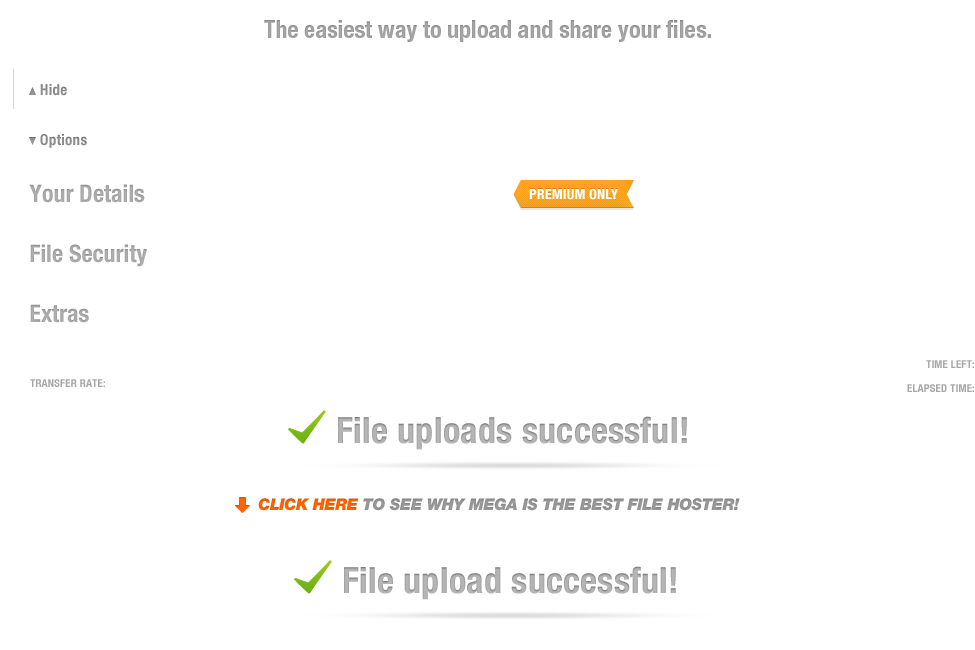 The easiest way to upload and share your files.
▲ Hide
▼ Options
Your Details
PREMIUM ONLY
File Security
Extras
TIME LEFT:
TRANSFER RATE:
ELAPSED TIME:
File uploads successful!
CLICK HERE TO SEE WHY MEGA IS THE BEST FILE HOSTER!
File upload successful!